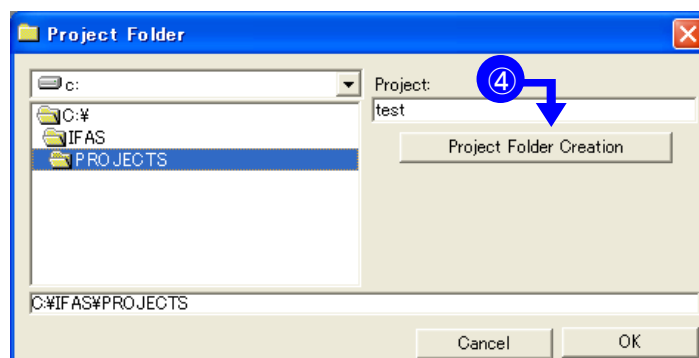 Project Folder
c:
Project:
④
test
C:¥
IFAS
PROJECTS
Project Folder Creation
C:¥IFAS¥PROJECTS
Cancel
OK